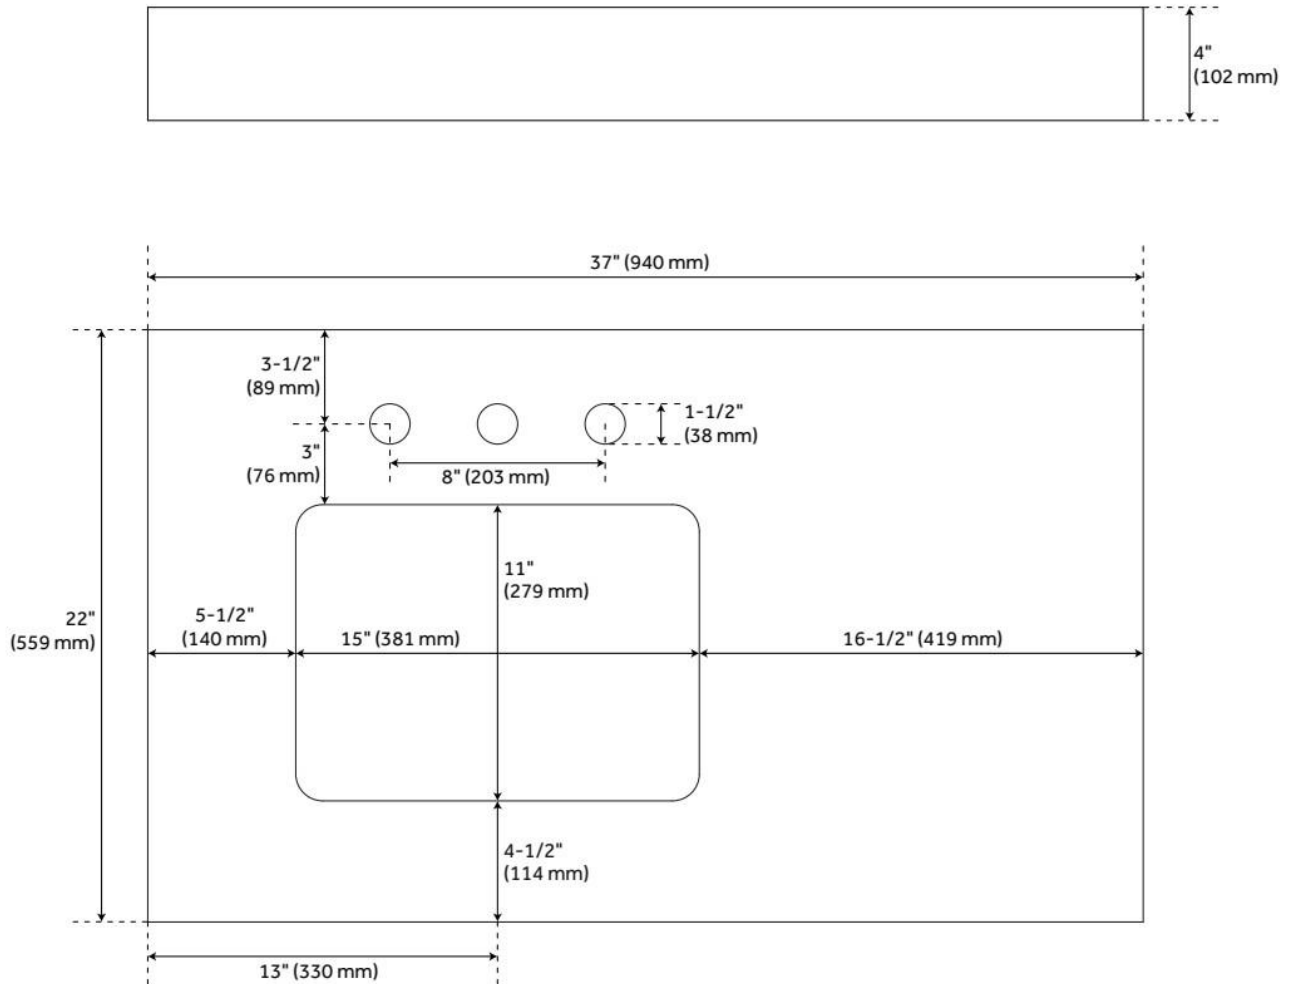 4"
(102 mm)
37" (940 mm)
3-1/2"
(89 mm)
1-1/2"
(38 mm)
3"
(76 mm)
8" (203 mm)
11"
(279 mm)
22"
(559 mm)
5-1/2"
(140 mm)
15" (381 mm)
16-1/2" (419 mm)
4-1/2"
(114 mm)
13" (330 mm)